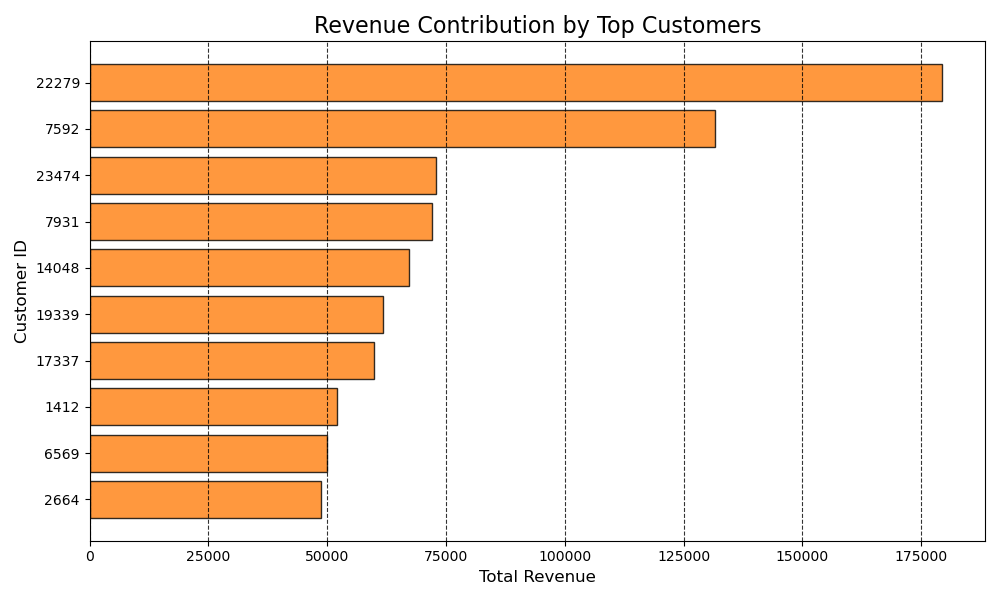 Revenue Contribution by Top Customers
22279
7592
23474
7931
14048
19339
17337
1412
6569
2664
Customer ID
0 25000 50000 75000 100000 125000 150000 175000
Total Revenue